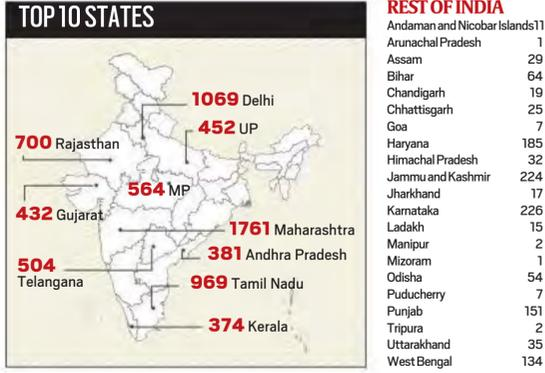 TOP 10 STATES
1069 Delhi
452 UP
700 Rajasthan
564 MP
432 Gujarat
1761 Maharashtra
381 Andhra Pradesh
504
Telangana
969 Tamil Nadu
374 Kerala
REST OF INDIA
Andaman and Nicobar Islands 11
Arunachal Pradesh 1
Assam 29
Bihar 64
Chandigarh 19
Chhattisgarh 25
Goa 7
Haryana 185
Himachal Pradesh 32
Jammu and Kashmir 224
Jharkhand 17
Karnataka 226
Ladakh 15
Manipur 2
Mizoram 1
Odisha 54
Puducherry 7
Punjab 151
Tripura 2
Uttarakhand 35
West Bengal 134